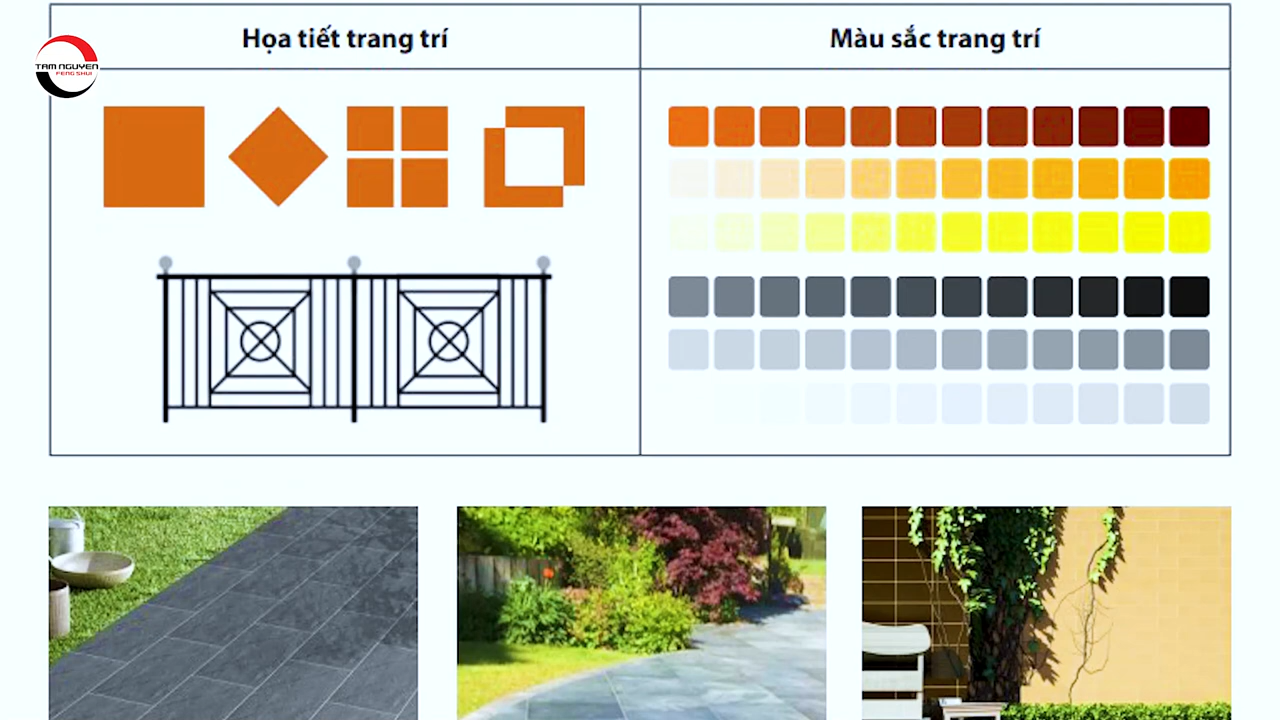 Họa tiết trang trí
Màu sắc trang trí
TAM NGUYEN
FENG SHUI